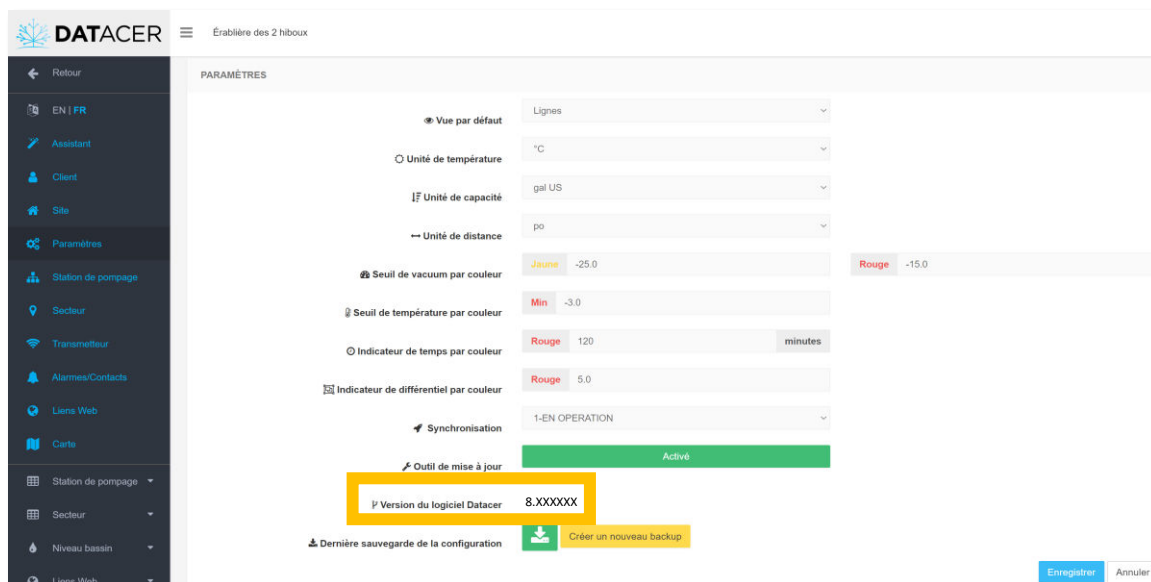 DATACER
Érablière des 2 hiboux
Retour
EN | FR
Assistant
Client
Site
Paramètres
Station de pompage
Secteur
Transmetteur
Alarmes/Contacts
Liens Web
Carte
Station de pompage
Secteur
Niveau bassin
Liens Web
PARAMÈTRES
Vue par défaut Lignes
Unité de température °C
Unité de capacité gal US
Unité de distance po
Seuil de vacuum par couleur Jaune -25.0 Rouge -15.0
Seuil de température par couleur Min -3.0
Indicateur de temps par couleur Rouge 120 minutes
Indicateur de différentiel par couleur Rouge 5.0
Synchronisation 1-EN OPERATION
Outil de mise à jour Activé
Version du logiciel Datacer 8.XXXXXX
Dernière sauvegarde de la configuration Créer un nouveau backup
Enregistrer Annuler